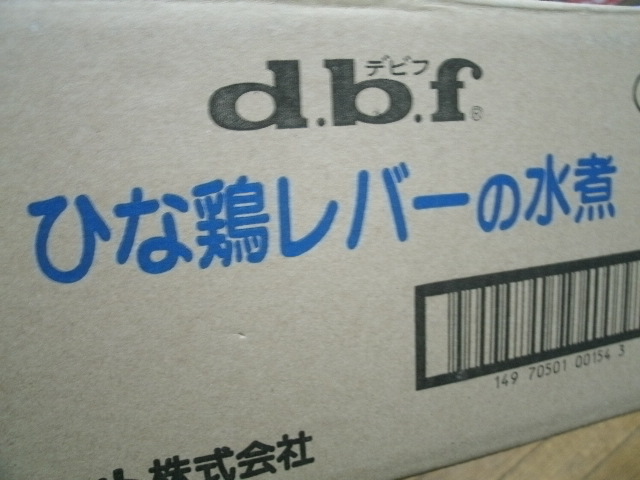 デビフ
d.b.f®
ひな鶏レバーの水煮
149 70501 00154 3
株式会社